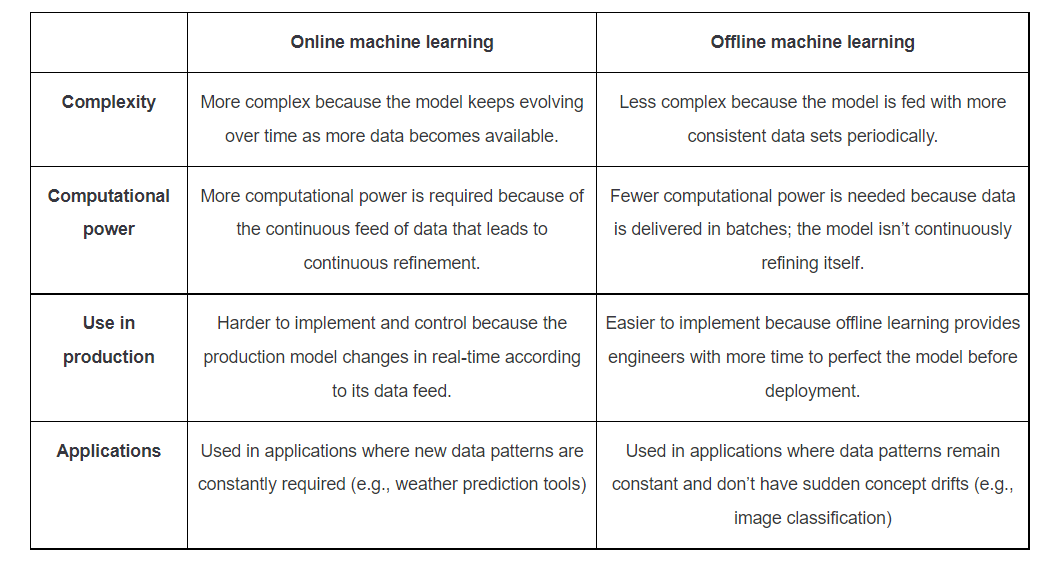 Online machine learning
Offline machine learning
Complexity
More complex because the model keeps evolving
over time as more data becomes available.
Less complex because the model is fed with more
consistent data sets periodically.
Computational
power
More computational power is required because of
the continuous feed of data that leads to
continuous refinement.
Fewer computational power is needed because data
is delivered in batches; the model isn’t continuously
refining itself.
Use in
production
Harder to implement and control because the
production model changes in real-time according
to its data feed.
Easier to implement because offline learning provides
engineers with more time to perfect the model before
deployment.
Applications
Used in applications where new data patterns are
constantly required (e.g., weather prediction tools)
Used in applications where data patterns remain
constant and don’t have sudden concept drifts (e.g.,
image classification)